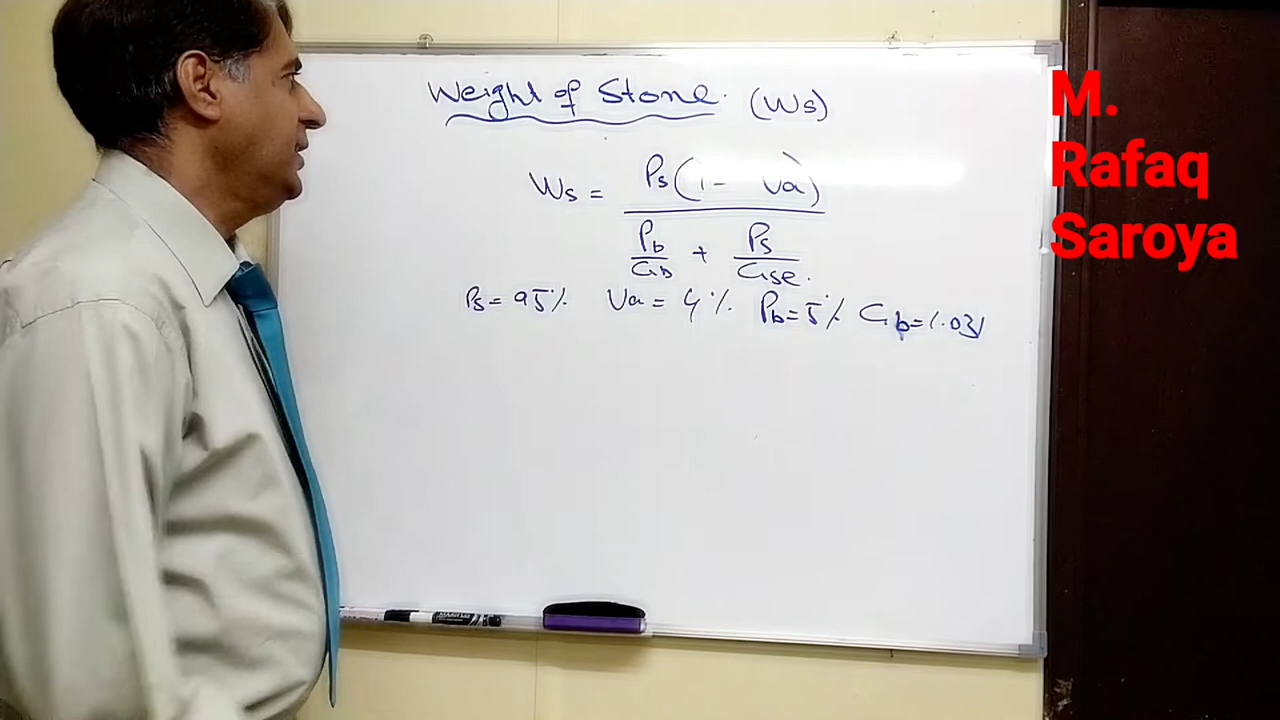 Weight of Stone. (Ws)
Ws = Ps(1 - Va) / (Pb/Gb + Ps/Gse.)
Ps = 95% Va = 4% Pb = 5% Gb = 1.031
M.
Rafaq
Saroya